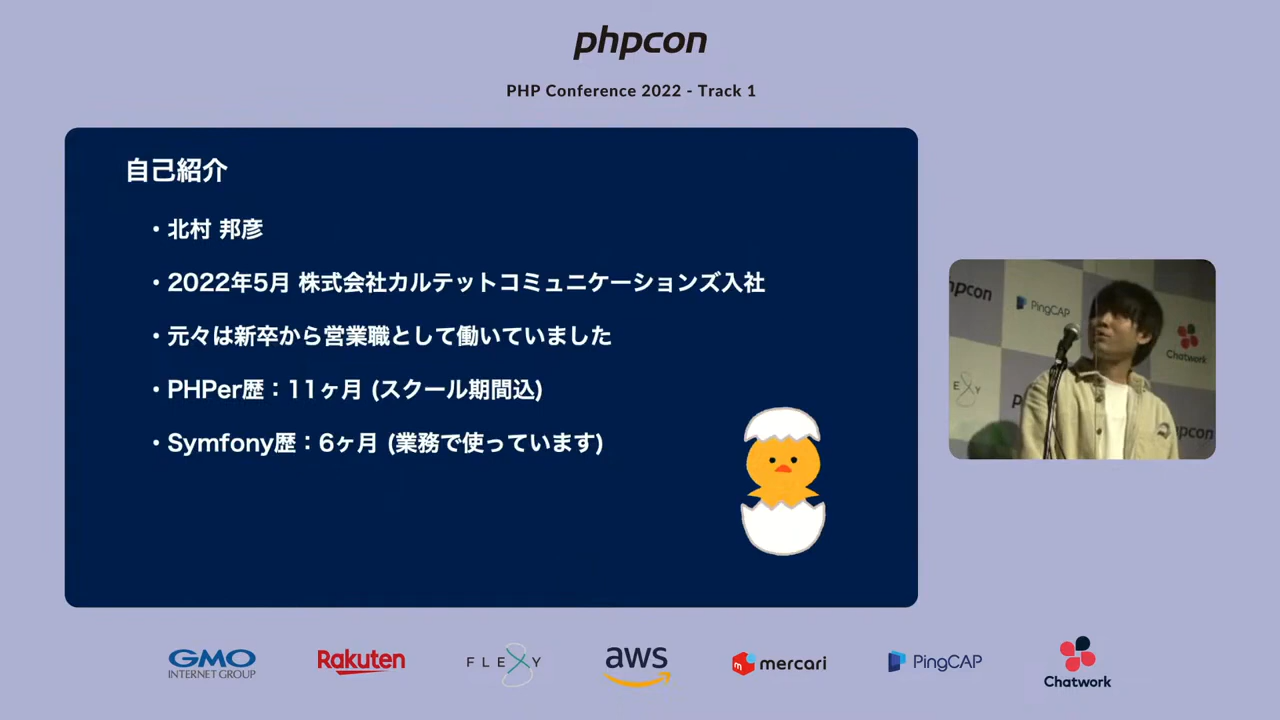 phpcon
PHP Conference 2022 - Track 1
自己紹介
・北村 邦彦
・2022年5月 株式会社カルテットコミュニケーションズ入社
・元々は新卒から営業職として働いていました
・PHPer歴：11ヶ月 (スクール期間込)
・Symfony歴：6ヶ月 (業務で使っています)
phpcon
PingCAP
Chatwork
phpcon
GMO
INTERNET GROUP
Rakuten
FLEXY
aws
mercari
PingCAP
Chatwork